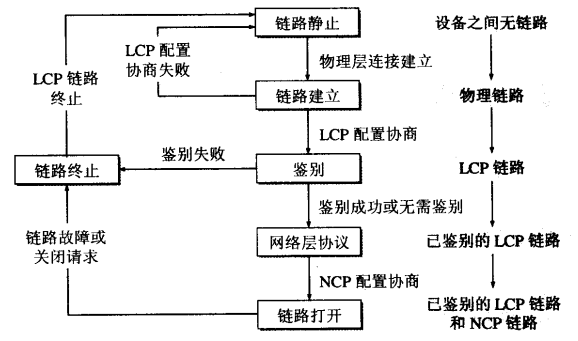 链路静止
设备之间无链路
LCP 配置
协商失败
物理层连接建立
LCP 链路
终止
链路建立
物理链路
LCP 配置协商
鉴别失败
链路终止
鉴别
LCP 链路
鉴别成功或无需鉴别
链路故障或
关闭请求
网络层协议
已鉴别的 LCP 链路
NCP 配置协商
链路打开
已鉴别的 LCP 链路
和 NCP 链路